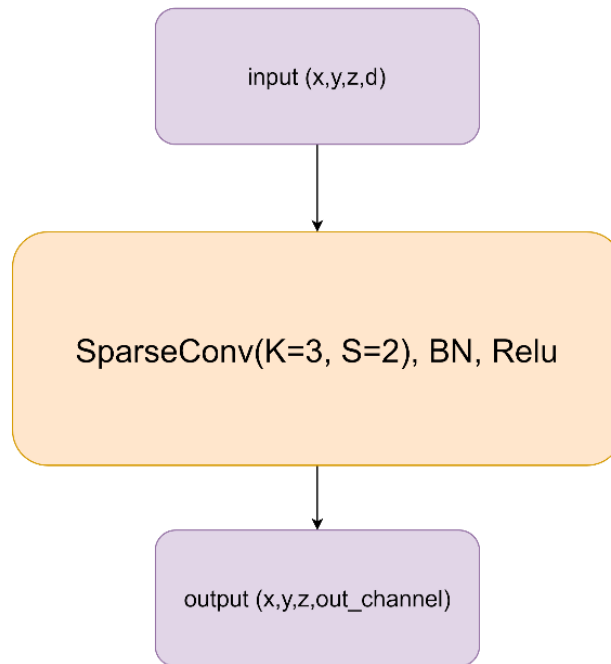 input (x,y,z,d)
SparseConv(K=3, S=2), BN, Relu
output (x,y,z,out_channel)